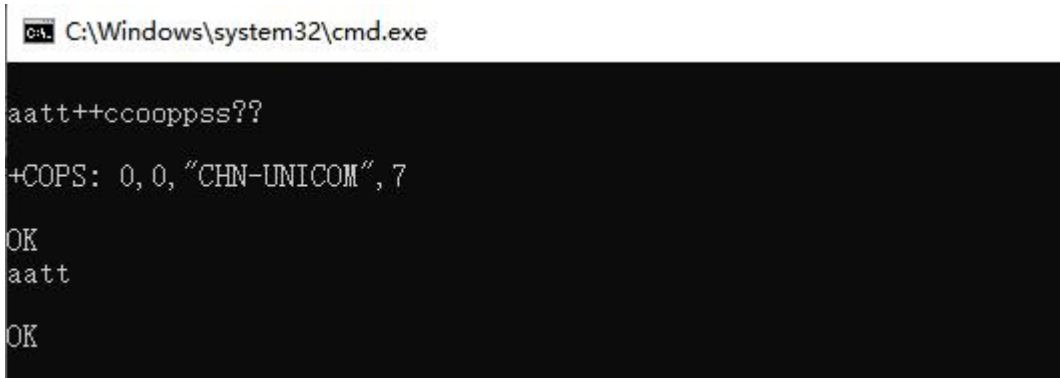 C:\Windows\system32\cmd.exe
aatt++ccooppss??
+COPS: 0,0,"CHN-UNICOM",7
OK
aatt
OK